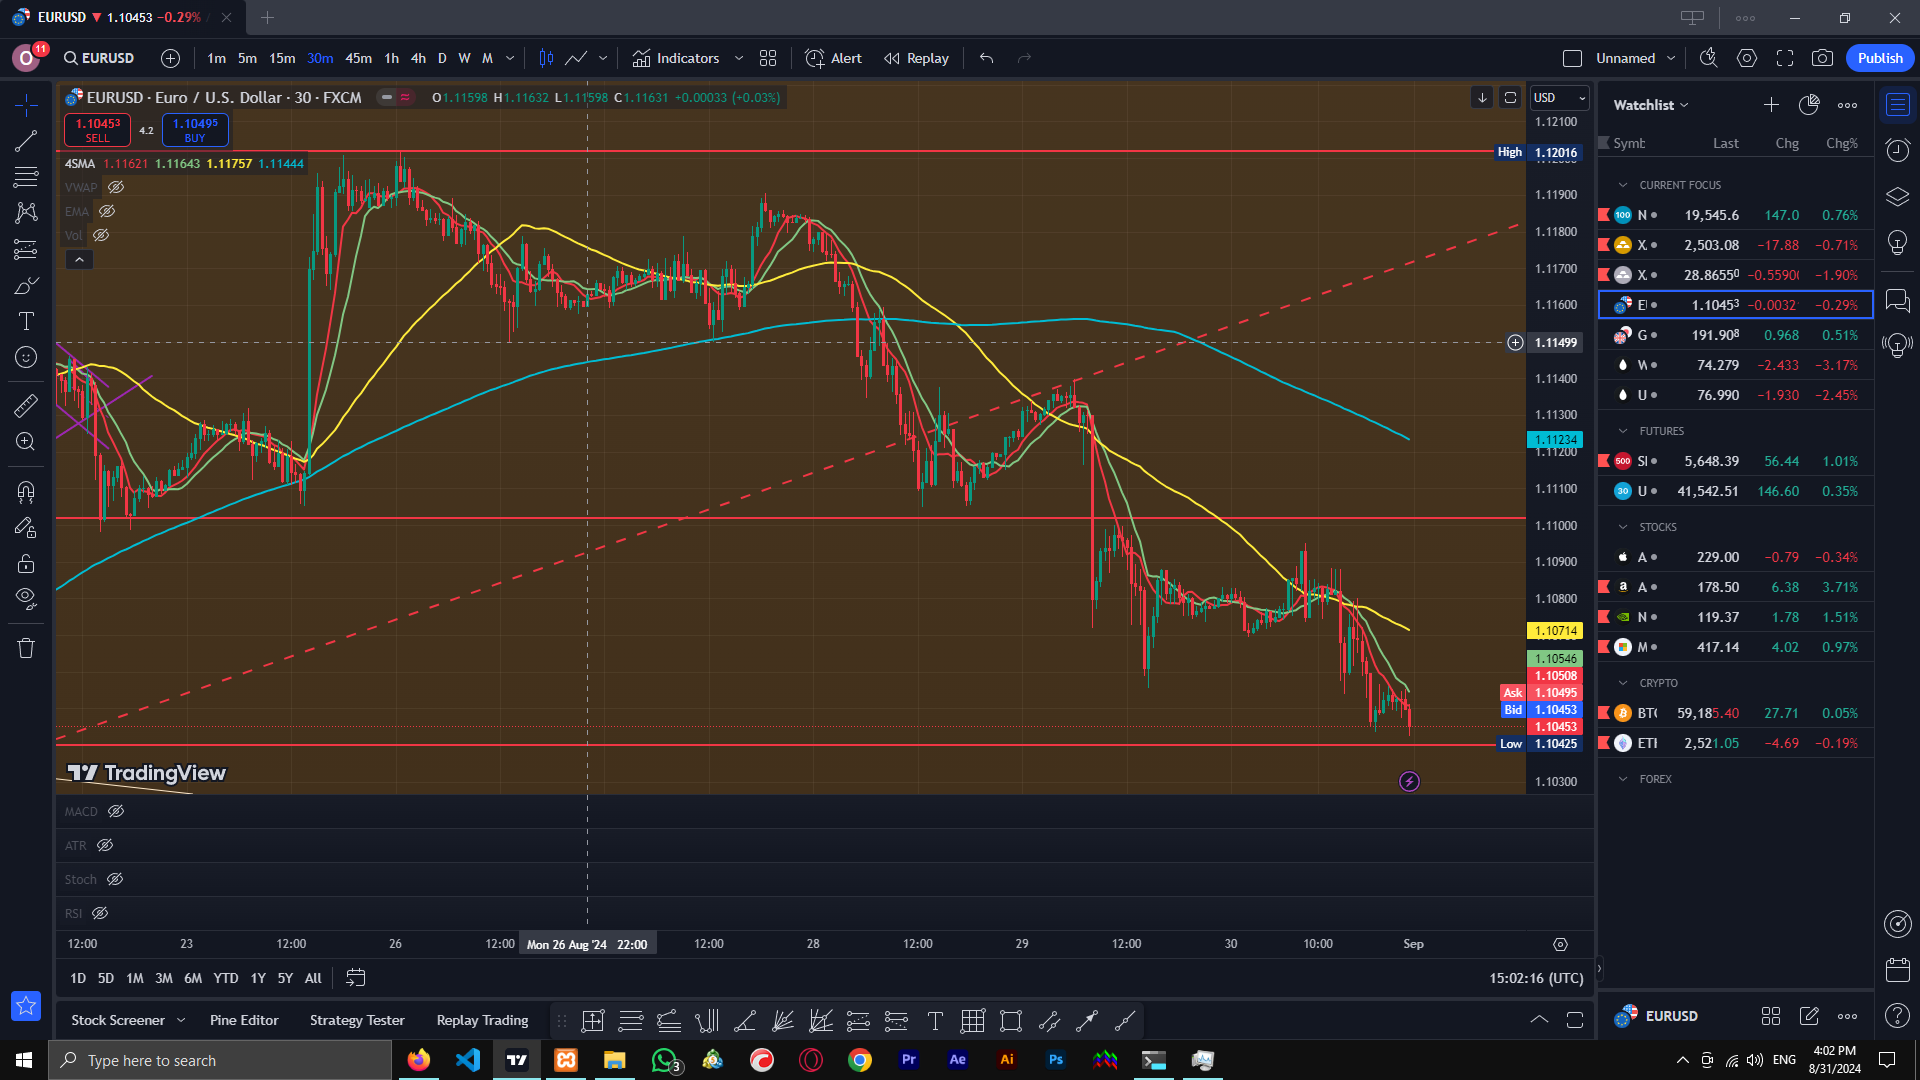 EURUSD ▼ 1.10453 −0.29% /
O 11 EURUSD 1m 5m 15m 30m 45m 1h 4h D W M Indicators Alert Replay Unnamed Publish
EURUSD · Euro / U.S. Dollar · 30 · FXCM O1.11598 H1.11632 L1.11598 C1.11631 +0.00033 (+0.03%)
1.10453 SELL 4.2 1.10495 BUY
4SMA 1.11621 1.11643 1.11757 1.11444
VWAP
EMA
Vol
USD
1.12100
High 1.12016
1.11900
1.11800
1.11700
1.11600
1.11499
1.11400
1.11300
1.11234
1.11200
1.11100
1.11000
1.10900
1.10800
1.10714
1.10546
1.10508
Ask 1.10495
Bid 1.10453
1.10453
Low 1.10425
1.10300
TradingView
MACD
ATR
Stoch
RSI
12:00 23 12:00 26 12:00 Mon 26 Aug '24 22:00 12:00 28 12:00 29 12:00 30 10:00 Sep
1D 5D 1M 3M 6M YTD 1Y 5Y All 15:02:16 (UTC)
Stock Screener Pine Editor Strategy Tester Replay Trading
Watchlist
Symb Last Chg Chg%
CURRENT FOCUS
100 N 19,545.6 147.0 0.76%
X. 2,503.08 −17.88 −0.71%
X. 28.86550 −0.5590 −1.90%
E 1.10453 −0.0032 −0.29%
G 191.908 0.968 0.51%
W 74.279 −2.433 −3.17%
U 76.990 −1.930 −2.45%
FUTURES
500 S 5,648.39 56.44 1.01%
30 U 41,542.51 146.60 0.35%
STOCKS
A 229.00 −0.79 −0.34%
a A 178.50 6.38 3.71%
N 119.37 1.78 1.51%
M 417.14 4.02 0.97%
CRYPTO
BTC 59,185.40 27.71 0.05%
ETH 2,521.05 −4.69 −0.19%
FOREX
EURUSD
Type here to search
3
Pr Ae Ai Ps
ENG
4:02 PM
8/31/2024